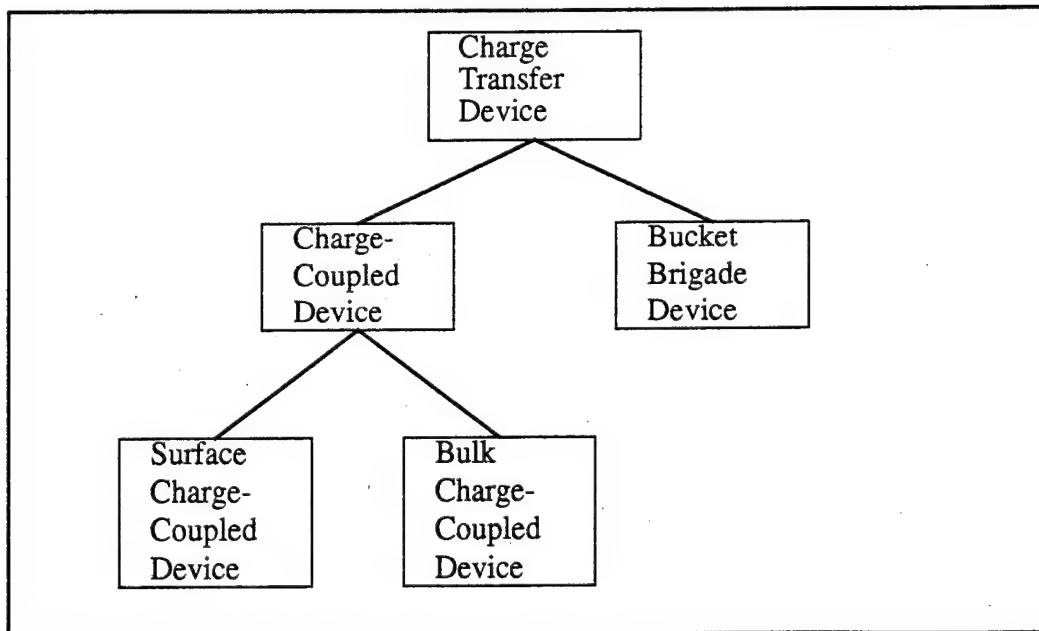 Charge
Transfer
Device
Charge-
Coupled
Device
Bucket
Brigade
Device
Surface
Charge-
Coupled
Device
Bulk
Charge-
Coupled
Device